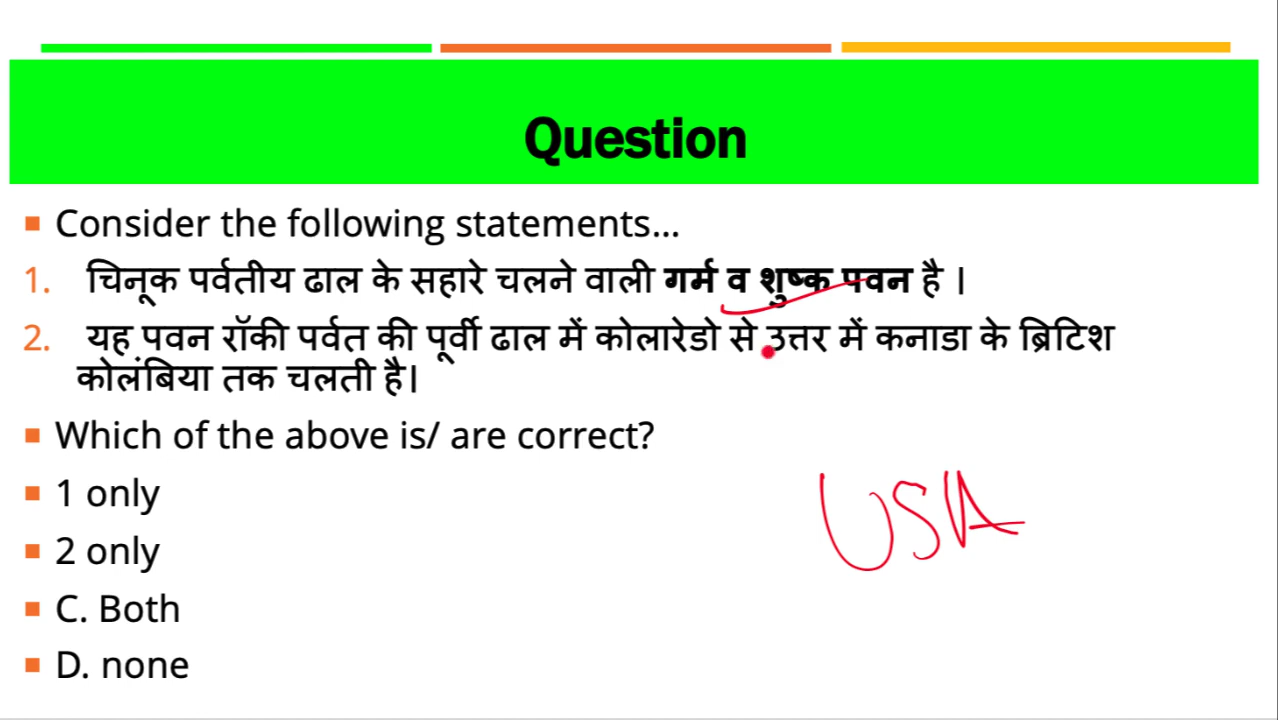 Question
Consider the following statements...
1. चिनूक पर्वतीय ढाल के सहारे चलने वाली गर्म व शुष्क पवन है ।
2. यह पवन रॉकी पर्वत की पूर्वी ढाल में कोलारेडो से उत्तर में कनाडा के ब्रिटिश
कोलंबिया तक चलती है।
Which of the above is/ are correct?
1 only
2 only
C. Both
D. none
USA